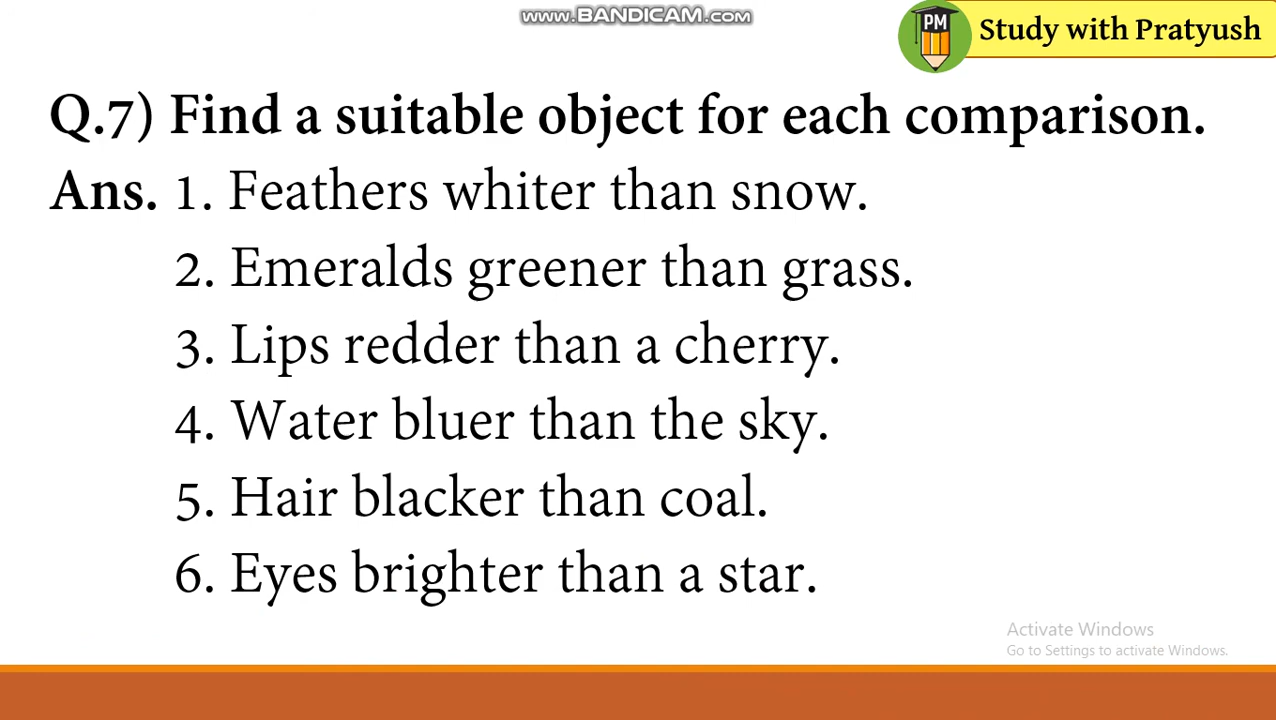 www.BANDICAM.com
PM
Study with Pratyush
Q.7) Find a suitable object for each comparison.
Ans. 1. Feathers whiter than snow.
2. Emeralds greener than grass.
3. Lips redder than a cherry.
4. Water bluer than the sky.
5. Hair blacker than coal.
6. Eyes brighter than a star.
Activate Windows
Go to Settings to activate Windows.